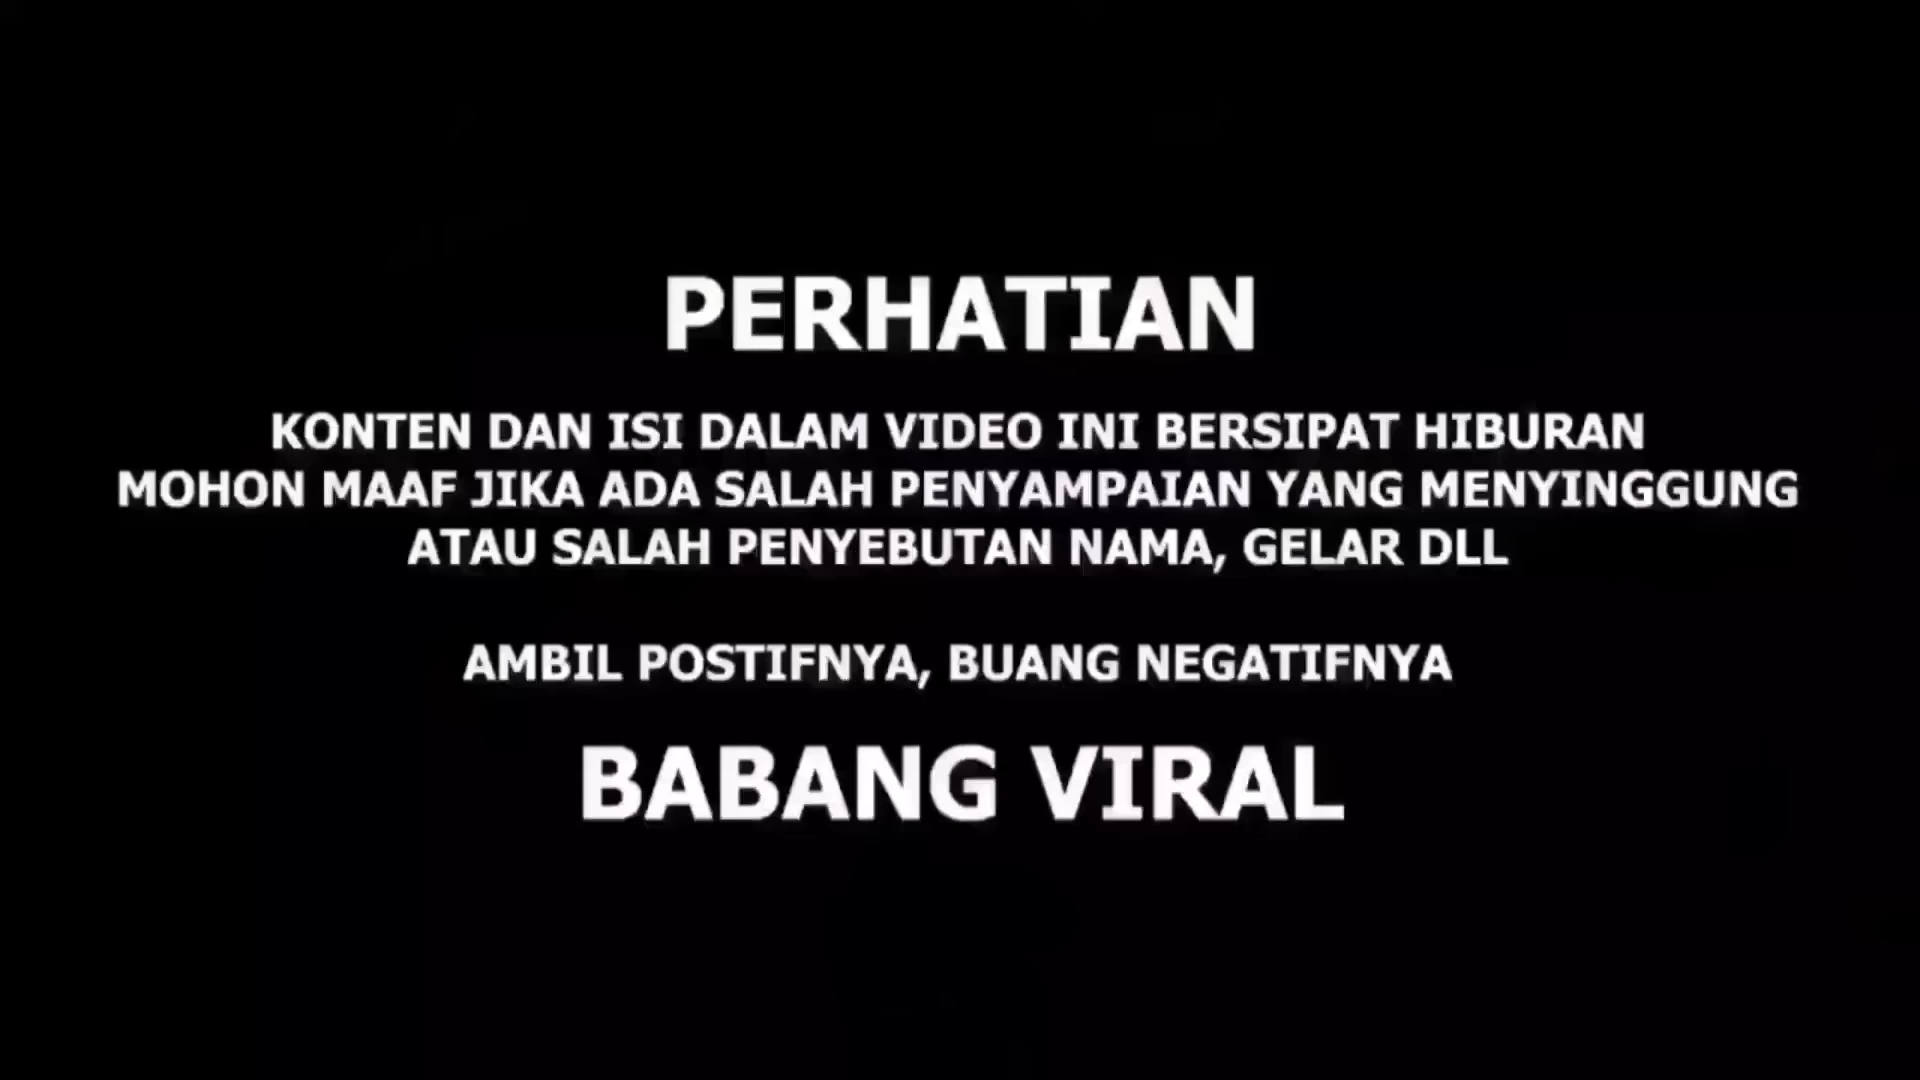 PERHATIAN
KONTEN DAN ISI DALAM VIDEO INI BERSIPAT HIBURAN
MOHON MAAF JIKA ADA SALAH PENYAMPAIAN YANG MENYINGGUNG
ATAU SALAH PENYEBUTAN NAMA, GELAR DLL
AMBIL POSTIFNYA, BUANG NEGATIFNYA
BABANG VIRAL